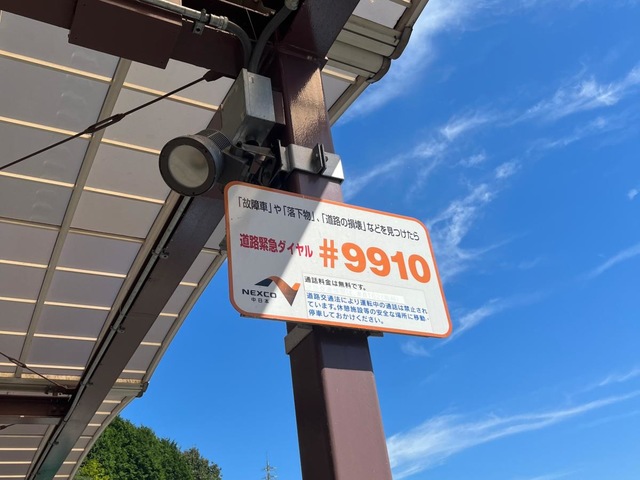 「故障車」や「落下物」、「道路の損壊」などを見つけたら
道路緊急ダイヤル #9910
通話料金は無料です。
NEXCO
中日本
道路交通法により運転中の通話は禁止され
ています。休憩施設等の安全な場所に移動・
停車しておかけください。